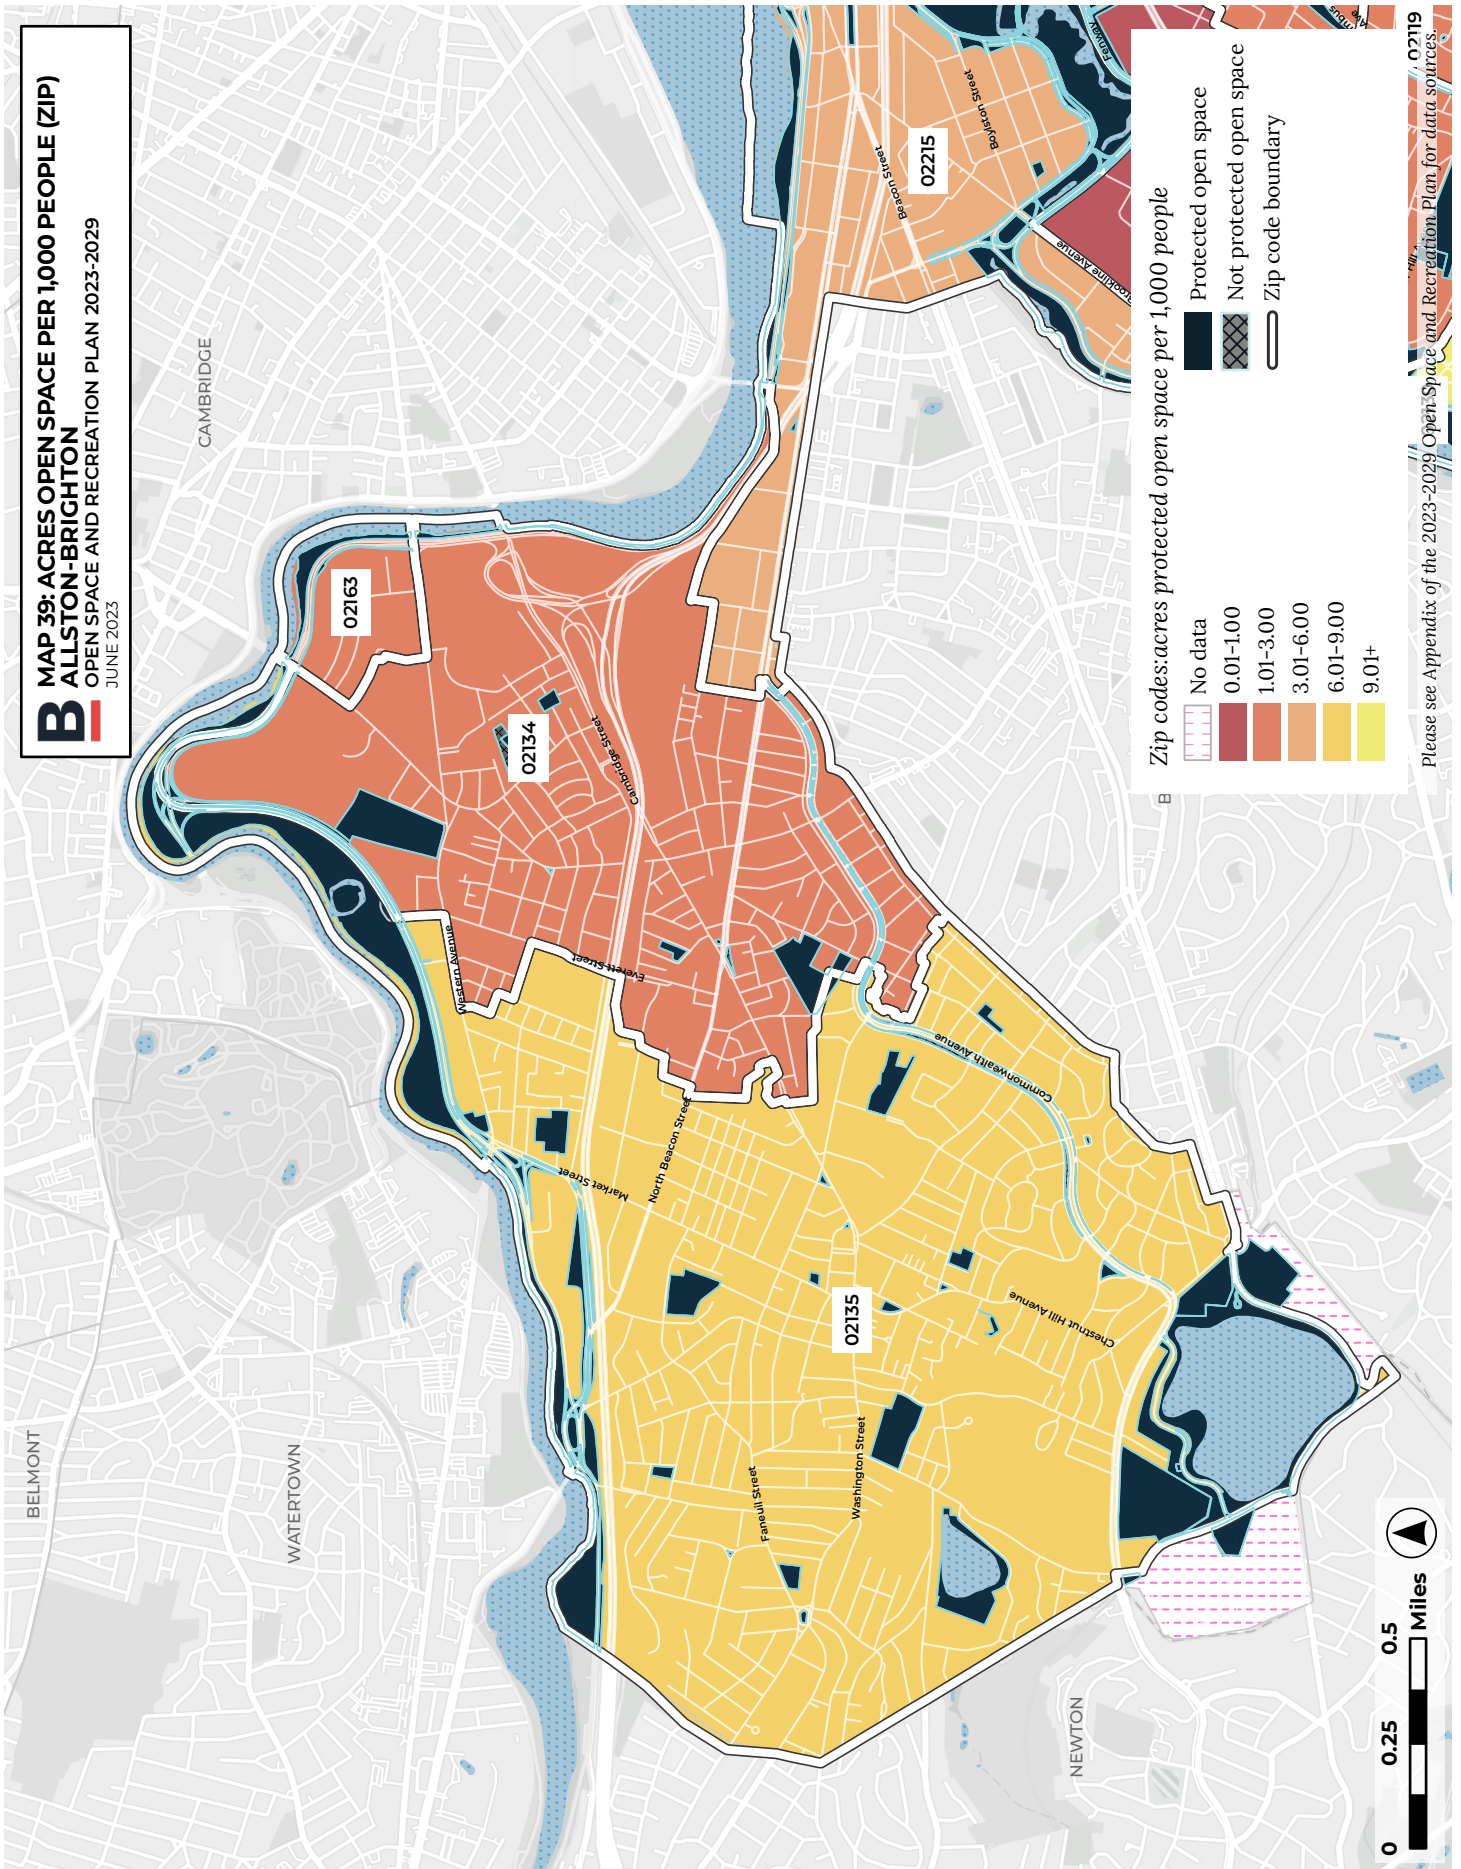 B
MAP 39: ACRES OPEN SPACE PER 1,000 PEOPLE (ZIP)
ALLSTON-BRIGHTON
OPEN SPACE AND RECREATION PLAN 2023-2029
JUNE 2023
BELMONT
WATERTOWN
CAMBRIDGE
NEWTON
02163
02134
02135
02215
02119
Western Avenue
Everett Street
Cambridge Street
Market Street
North Beacon Street
Commonwealth Avenue
Chestnut Hill Avenue
Washington Street
Faneuil Street
Beacon Street
Boylston Street
Fenway
Brookline Avenue
Zip codes:acres protected open space per 1,000 people
No data
0.01-1.00
1.01-3.00
3.01-6.00
6.01-9.00
9.01+
Protected open space
Not protected open space
Zip code boundary
Please see Appendix of the 2023-2029 Open Space and Recreation Plan for data sources.
0 0.25 0.5
Miles